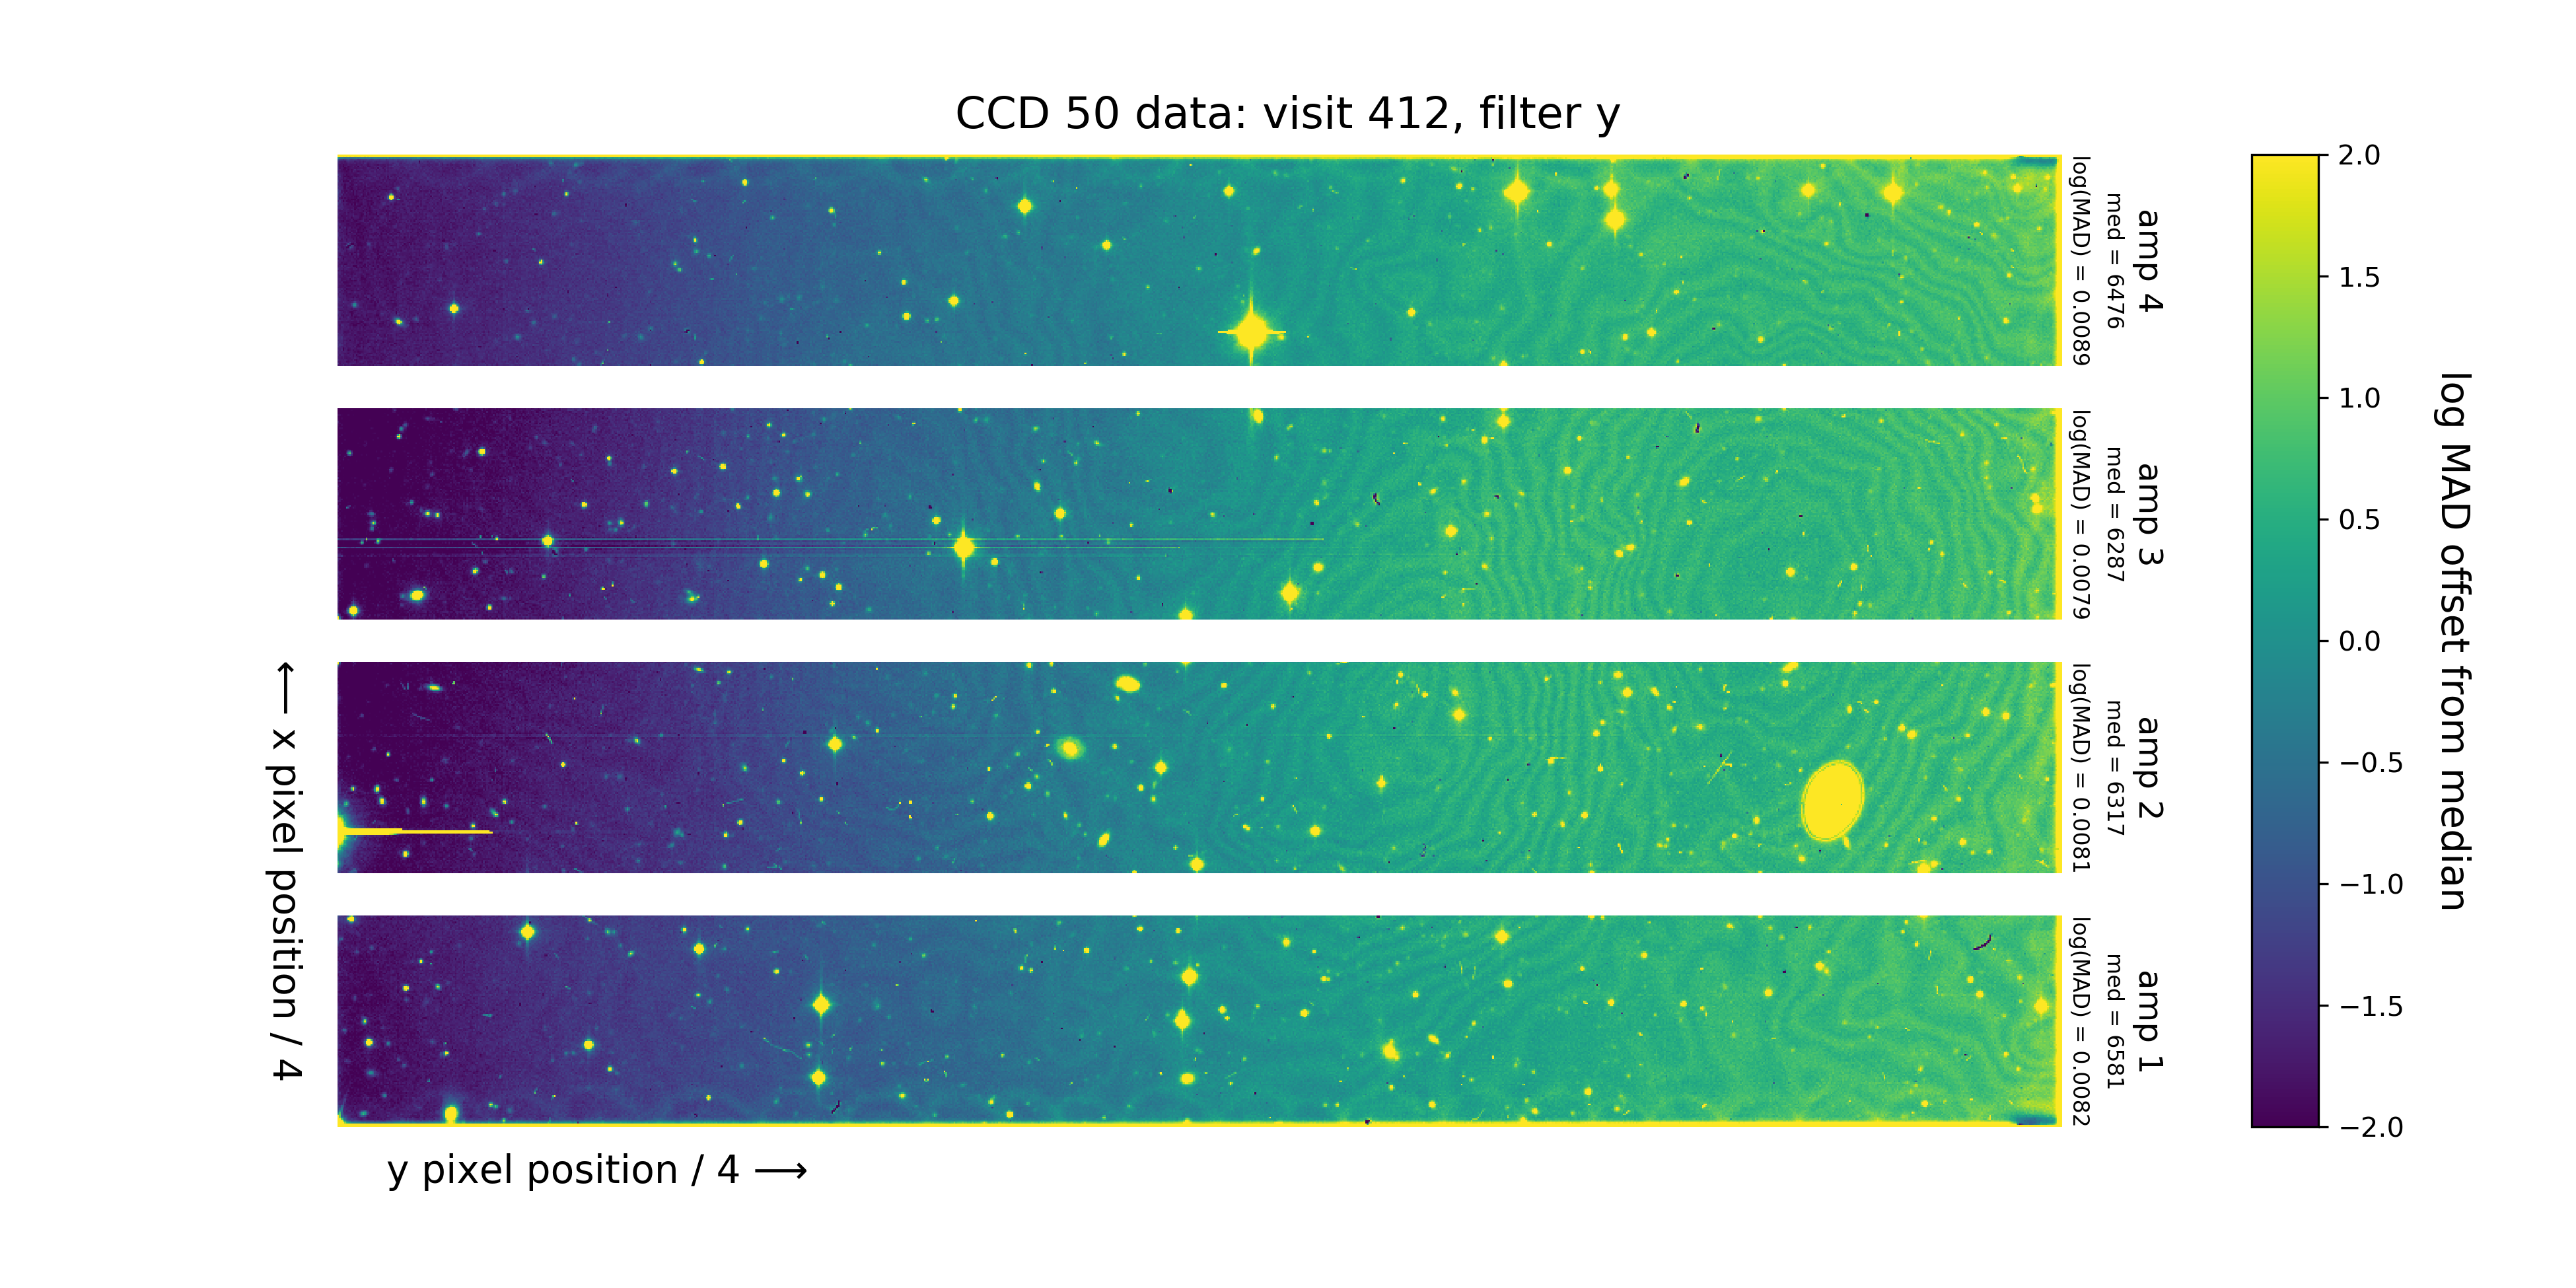 CCD 50 data: visit 412, filter y
amp 4
med = 6476
log(MAD) = 0.0089
amp 3
med = 6287
log(MAD) = 0.0079
amp 2
med = 6317
log(MAD) = 0.0081
amp 1
med = 6581
log(MAD) = 0.0082
⟵ x pixel position / 4
y pixel position / 4 ⟶
2.0
1.5
1.0
0.5
0.0
−0.5
−1.0
−1.5
−2.0
log MAD offset from median